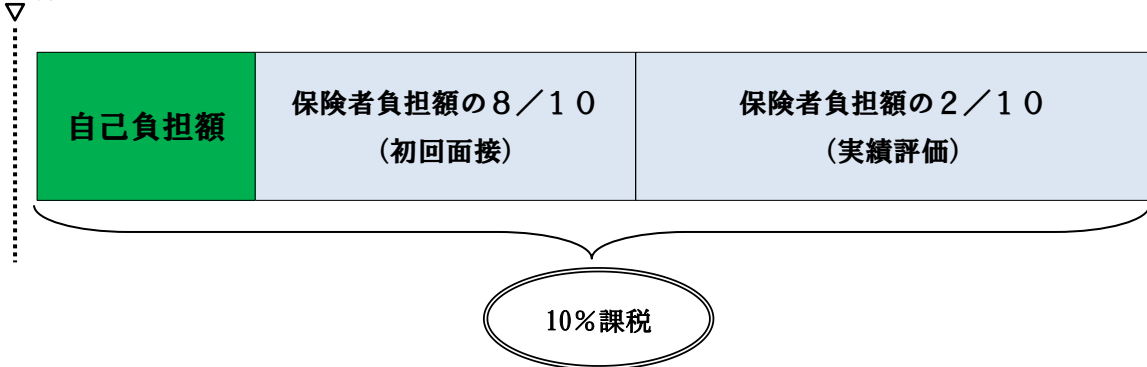 自己負担額
保険者負担額の8／10
（初回面接）
保険者負担額の2／10
（実績評価）
10％課税